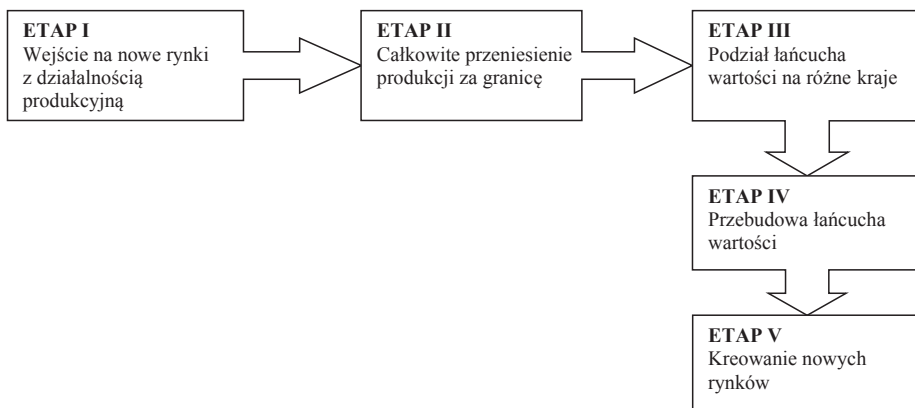 ETAP I
Wejście na nowe rynki
z działalnością
produkcyjną
ETAP II
Całkowite przeniesienie
produkcji za granicę
ETAP III
Podział łańcucha
wartości na różne kraje
ETAP IV
Przebudowa łańcucha
wartości
ETAP V
Kreowanie nowych
rynków